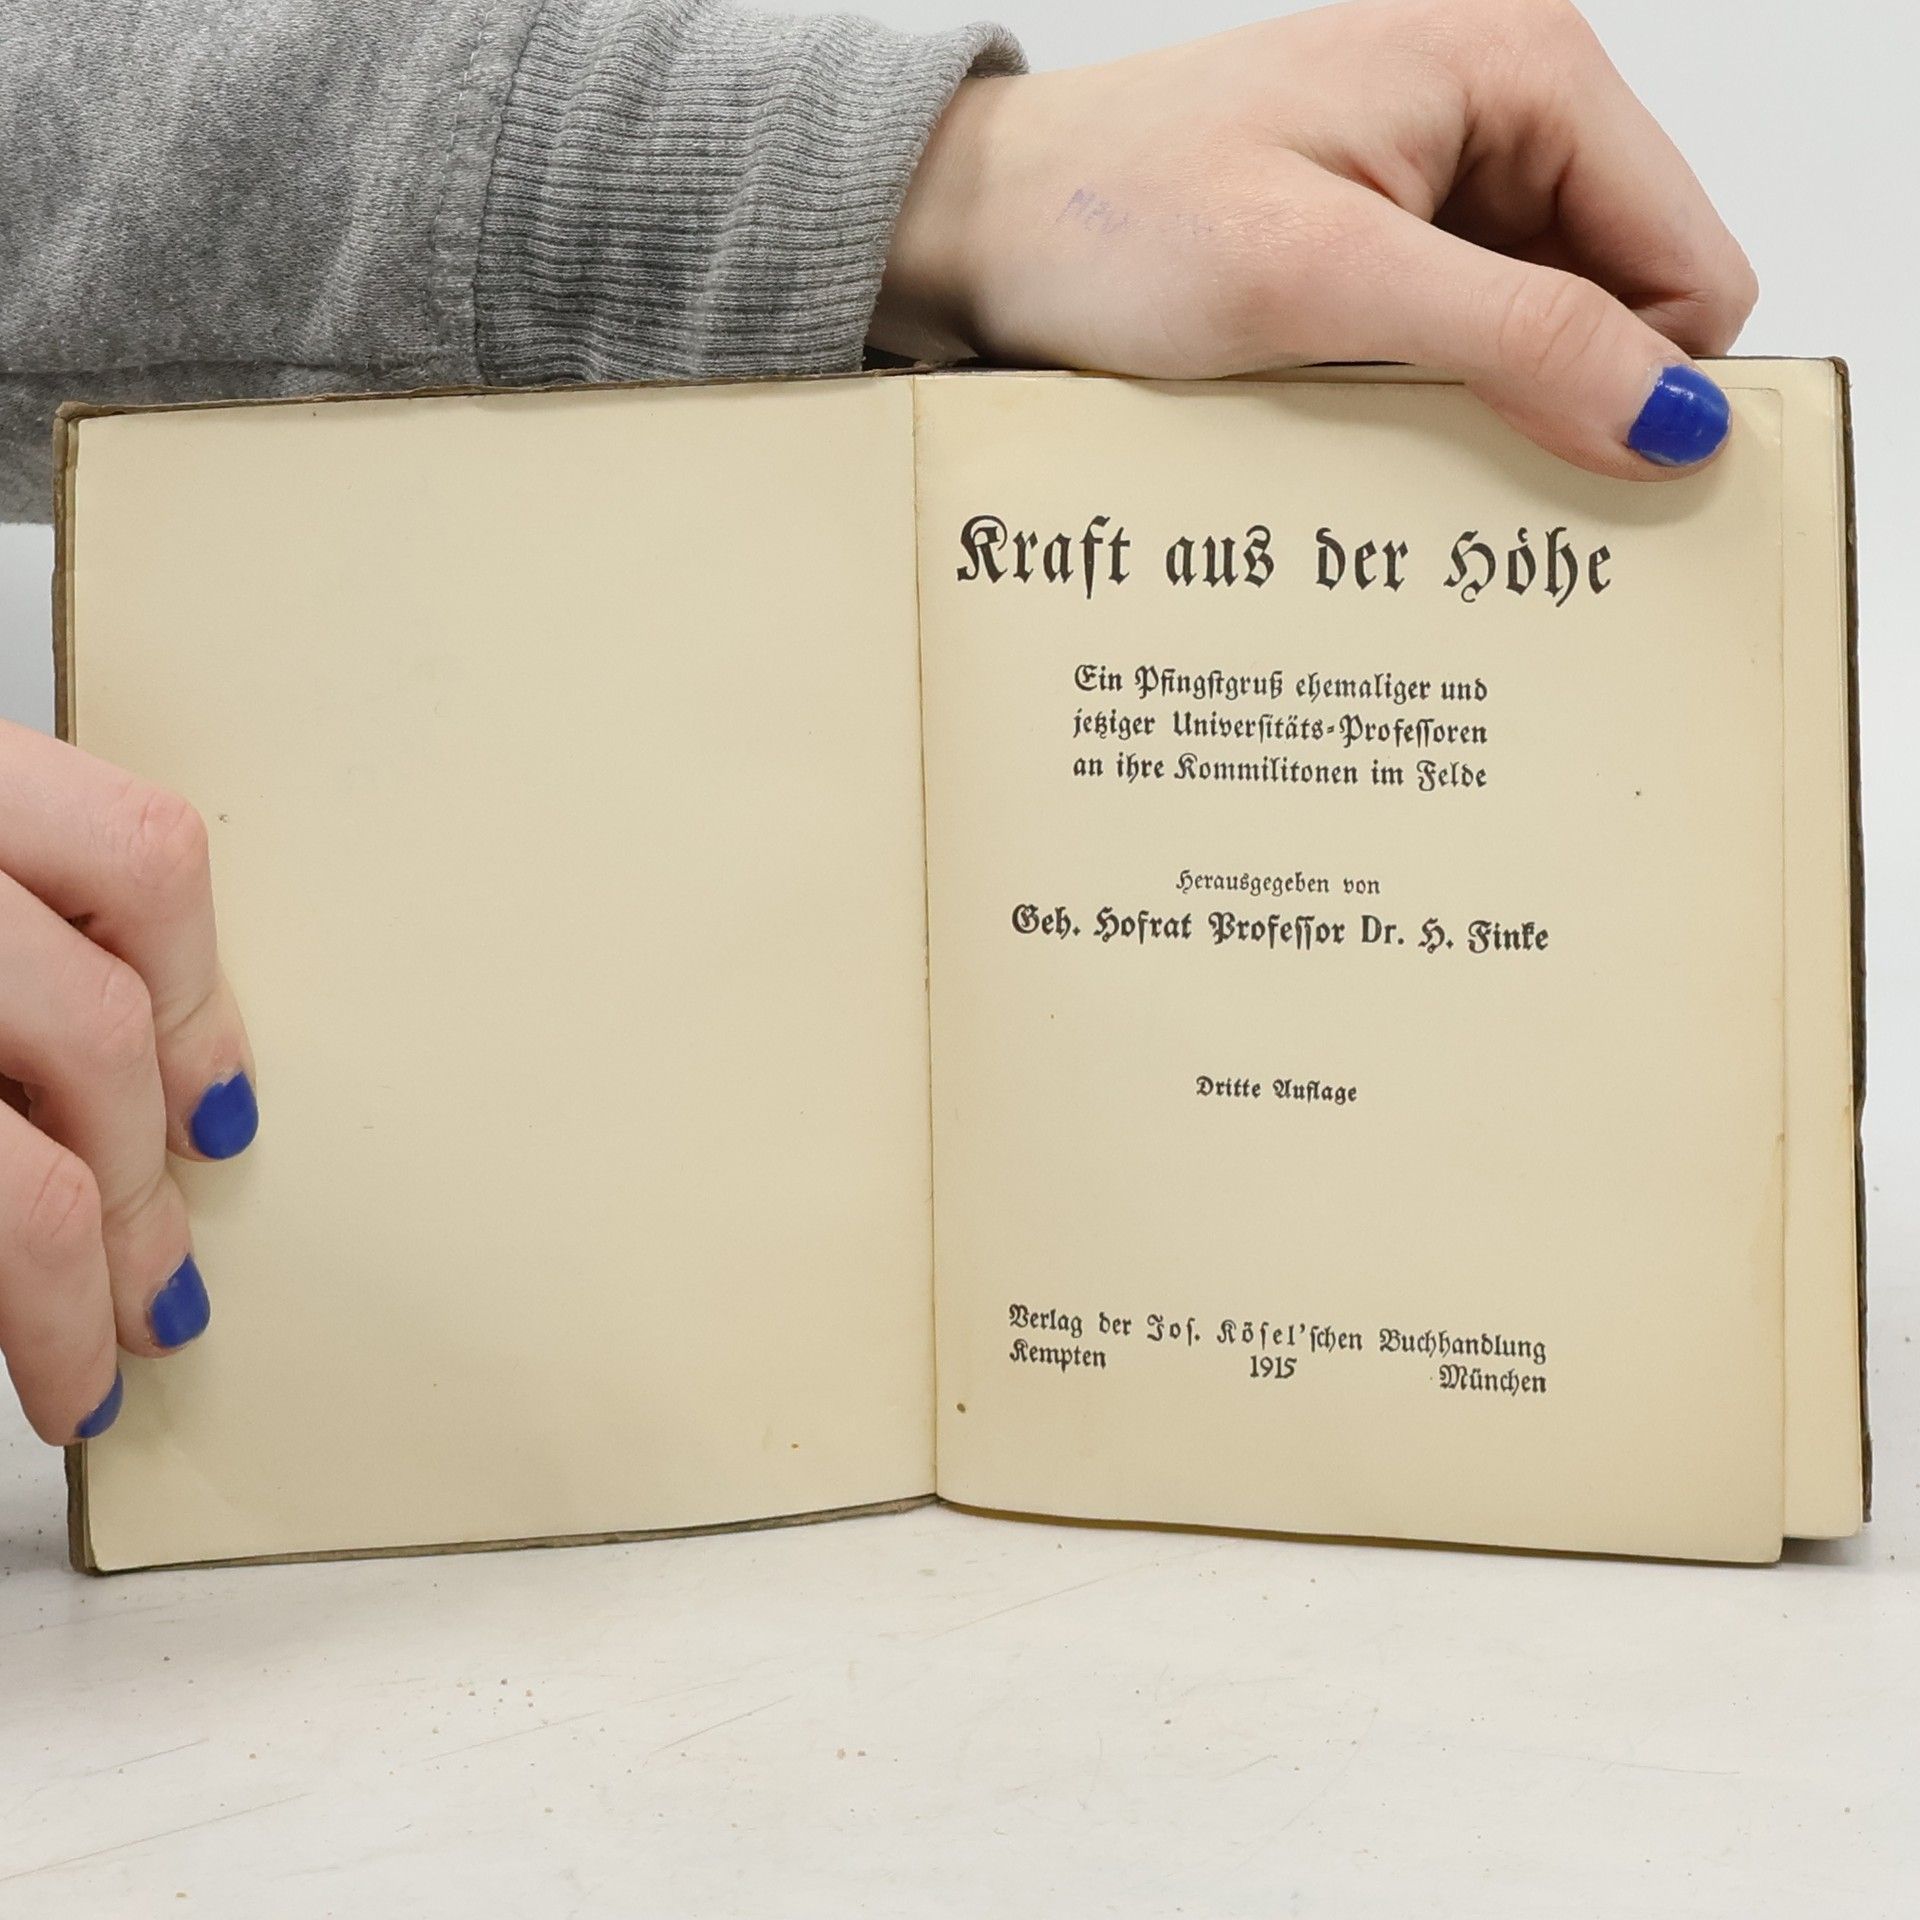 Kraft aus der Höhe
Ein Pfingstgruß ehemaliger und
jetziger Universitäts-Professoren
an ihre Kommilitonen im Felde
Herausgegeben von
Geh. Hofrat Professor Dr. H. Finke
Dritte Auflage
Verlag der Jos. Kösel'schen Buchhandlung
Kempten 1915 München